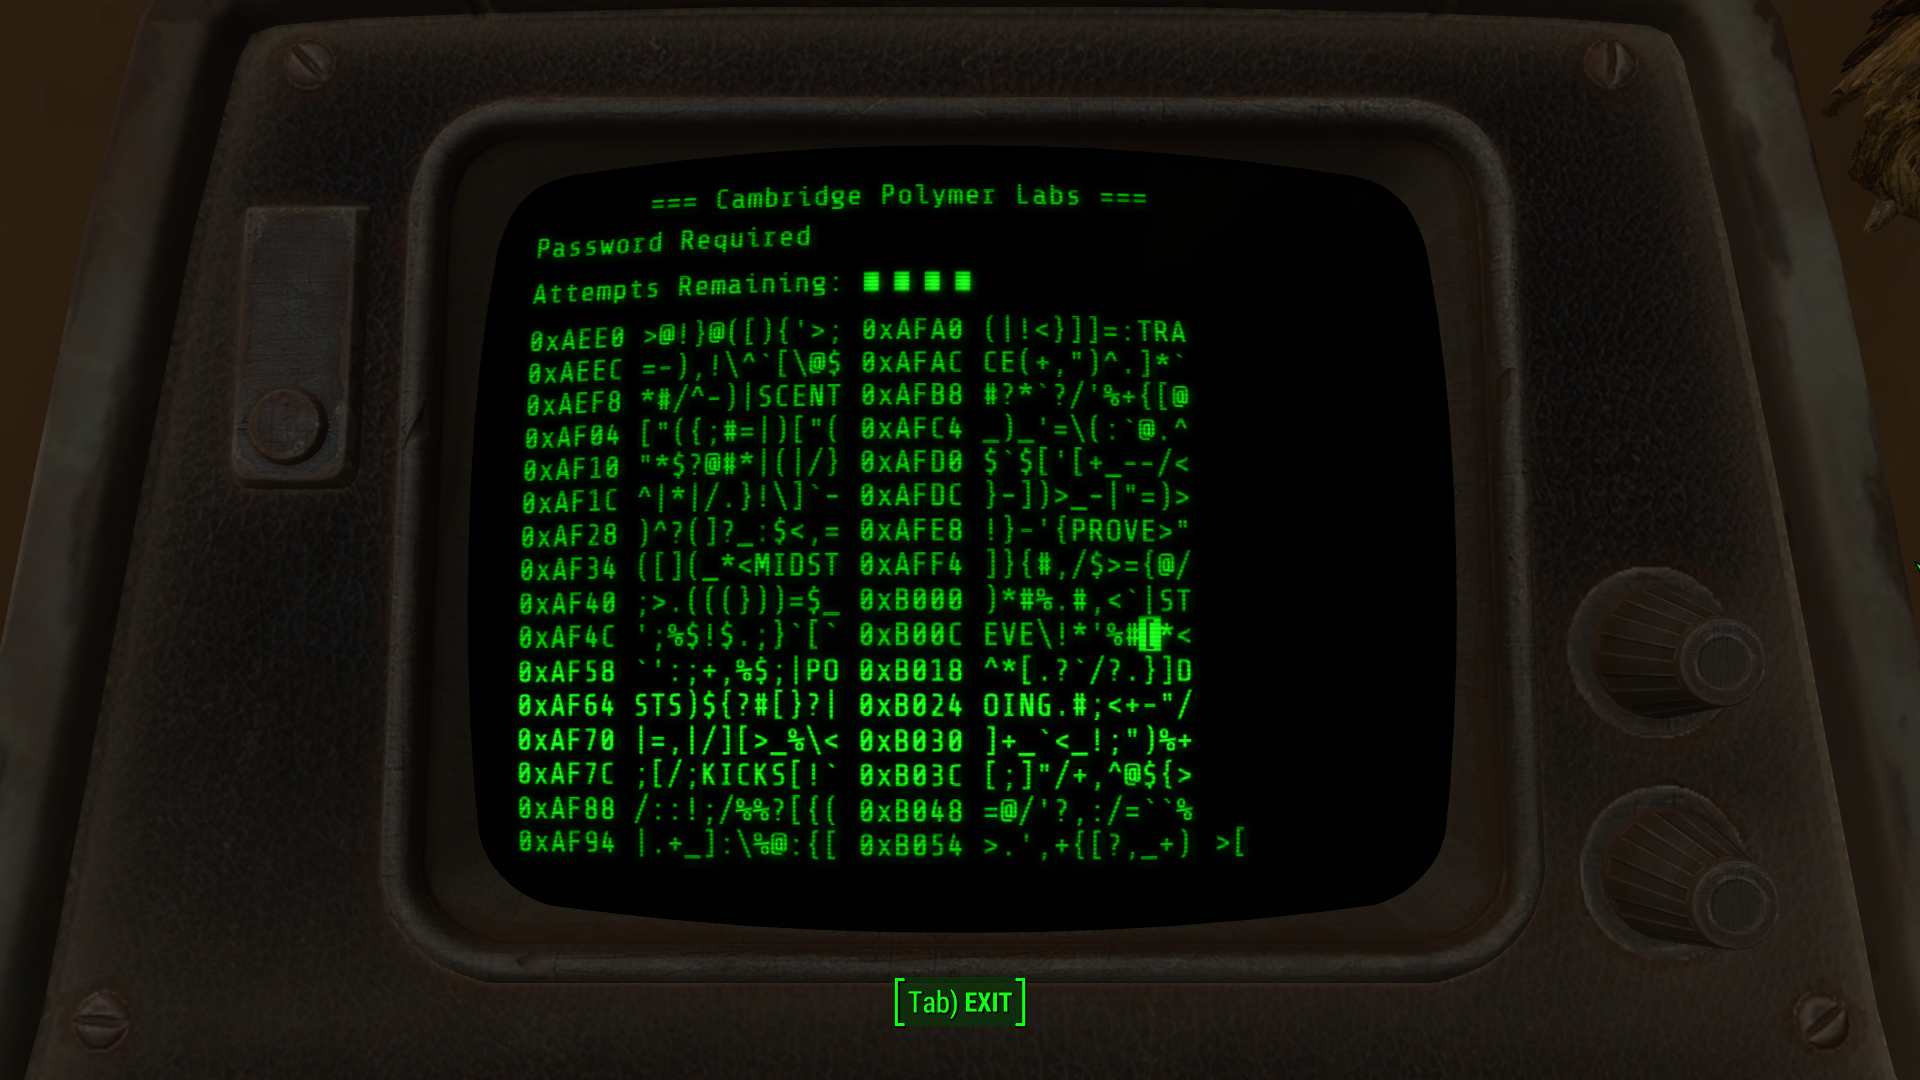 === Cambridge Polymer Labs ===
Password Required
Attempts Remaining:
0xAEE0 >@!}@([){'>; 0xAFA0 (|!<}]]=:TRA
0xAEEC =-),!\^`[\@$ 0xAFAC CE(+,")^.]*`
0xAEF8 *#/^-)|SCENT 0xAFB8 #?*`?/'%+{[@
0xAF04 ["({;#=|)["( 0xAFC4 _)_'=\(:`@.^
0xAF10 "*$?@#*|(|/} 0xAFD0 $`$['[+_--/<
0xAF1C ^|*|/.}!\]`- 0xAFDC }-])>_-|"=)>
0xAF28 )^?(]?_:$<,= 0xAFE8 !}-'{PROVE>"
0xAF34 ([](_*<MIDST 0xAFF4 ]}{#,/$>={@/
0xAF40 ;>.(((}))=$_ 0xB000 )*#%.#,<`|ST
0xAF4C ';%$!$.;}`[` 0xB00C EVE\!*'%#[*<
0xAF58 `':;+,%$;|PO 0xB018 ^*[.?`/?.}]D
0xAF64 STS)${?#[}?| 0xB024 OING.#;<+-"/
0xAF70 |=,|/][>_%\< 0xB030 ]+_`<_!;")%+
0xAF7C ;[/;KICKS[!` 0xB03C [;]"/+,^@${>
0xAF88 /::!;/%%?[{( 0xB048 =@/'?,:/=``%
0xAF94 |.+_]:\%@:{[ 0xB054 >.',+{[?,_+) >[
Tab) EXIT